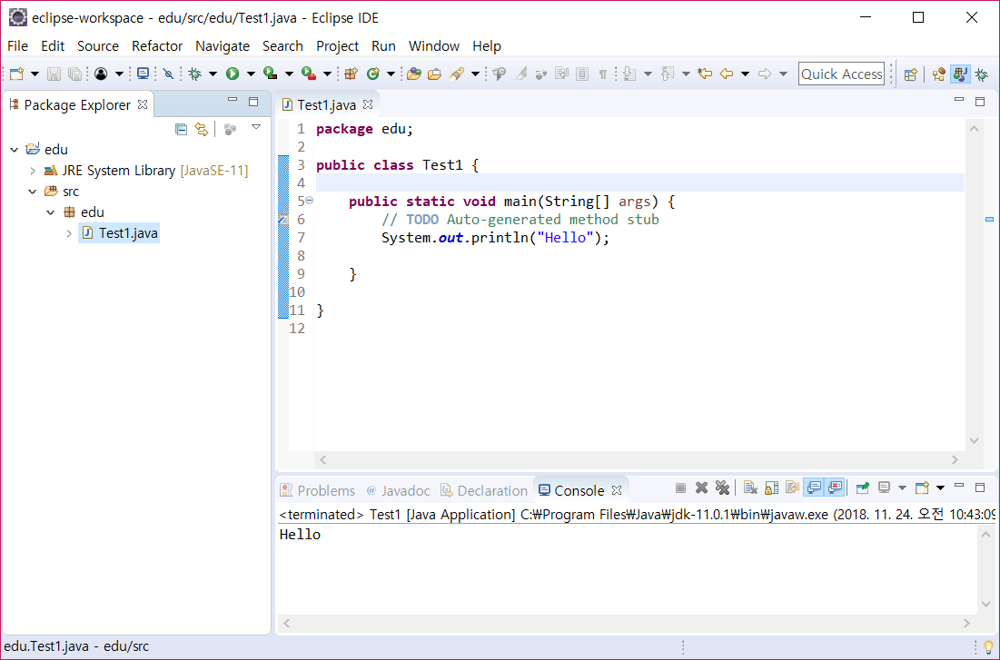 eclipse-workspace - edu/src/edu/Test1.java - Eclipse IDE
File Edit Source Refactor Navigate Search Project Run Window Help
Quick Access
Package Explorer
edu
JRE System Library [JavaSE-11]
src
edu
Test1.java
Test1.java
1 package edu;
2
3 public class Test1 {
4
5 public static void main(String[] args) {
6 // TODO Auto-generated method stub
7 System.out.println("Hello");
8
9 }
10
11 }
12
Problems @ Javadoc Declaration Console
<terminated> Test1 [Java Application] C:₩Program Files₩Java₩jdk-11.0.1₩bin₩javaw.exe (2018. 11. 24. 오전 10:43:09
Hello
edu.Test1.java - edu/src